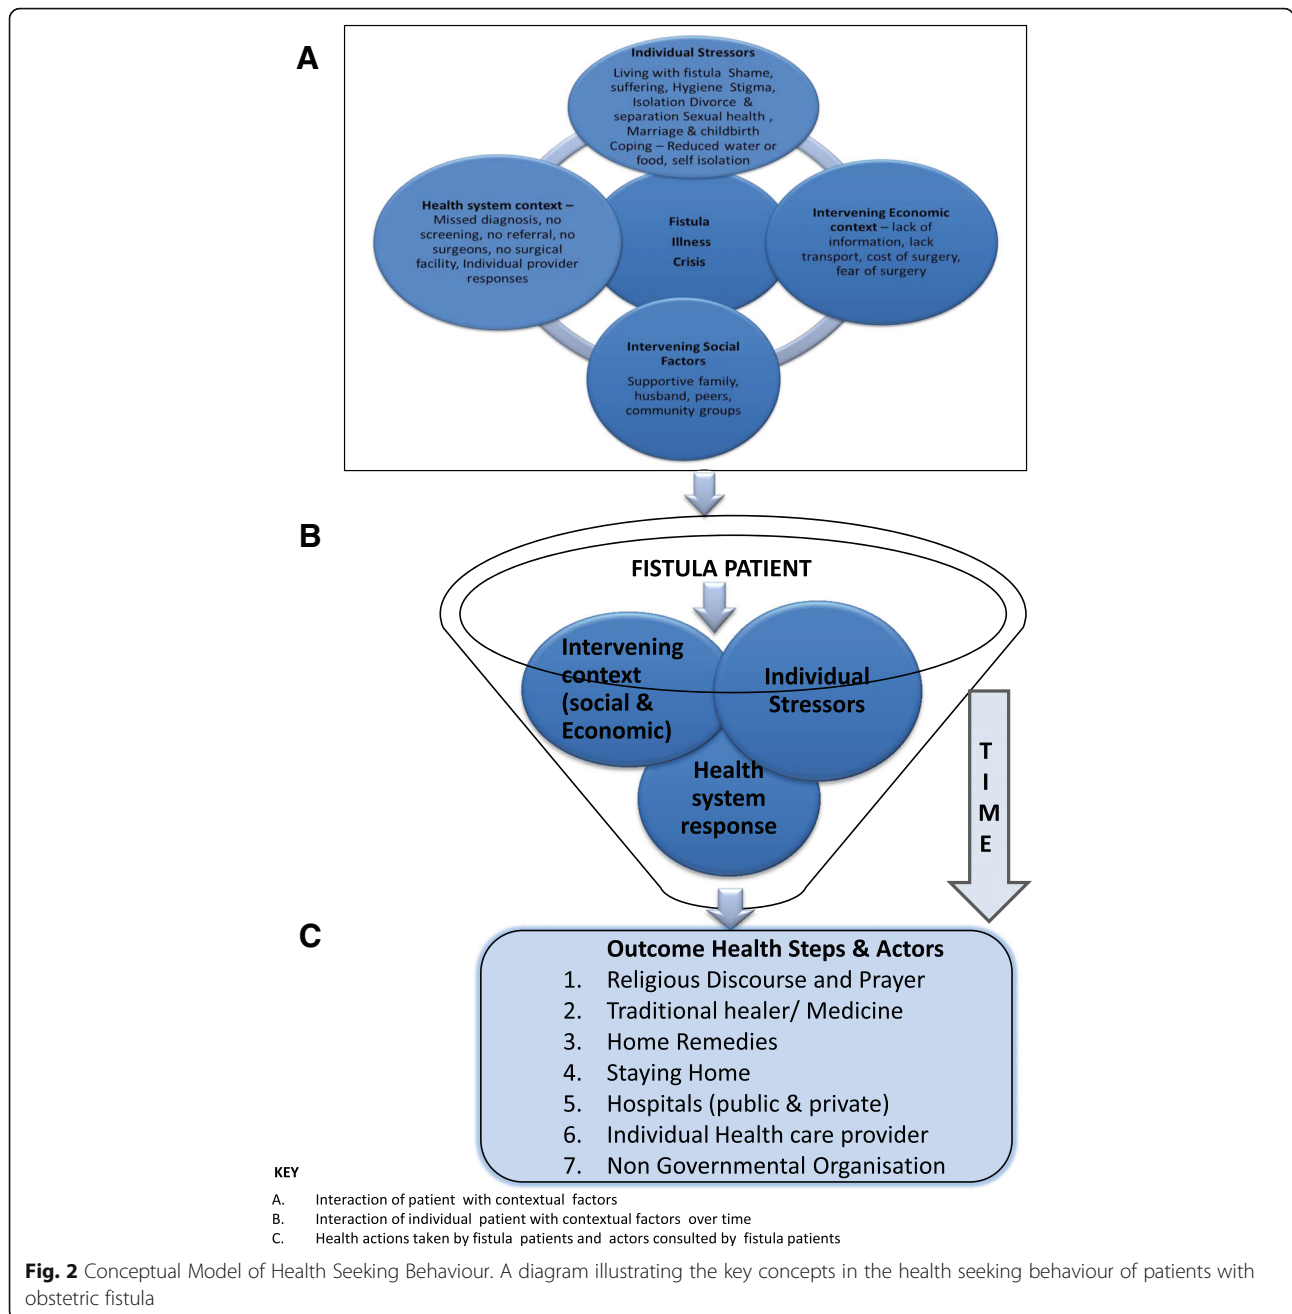 A
Individual Stressors
Living with fistula Shame,
suffering, Hygiene Stigma,
Isolation Divorce &
separation Sexual health ,
Marriage & childbirth
Coping – Reduced water or
food, self isolation
Health system context –
Missed diagnosis, no
screening, no referral, no
surgeons, no surgical
facility, Individual provider
responses
Fistula
Illness
Crisis
Intervening Economic
context – lack of
information, lack
transport, cost of surgery,
fear of surgery
Intervening Social
Factors
Supportive family,
husband, peers,
community groups
B
FISTULA PATIENT
Intervening
context
(social &
Economic)
Individual
Stressors
Health
system
response
T
I
M
E
C
Outcome Health Steps & Actors
1. Religious Discourse and Prayer
2. Traditional healer/ Medicine
3. Home Remedies
4. Staying Home
5. Hospitals (public & private)
6. Individual Health care provider
7. Non Governmental Organisation
KEY
A. Interaction of patient with contextual factors
B. Interaction of individual patient with contextual factors over time
C. Health actions taken by fistula patients and actors consulted by fistula patients
Fig. 2 Conceptual Model of Health Seeking Behaviour. A diagram illustrating the key concepts in the health seeking behaviour of patients with
obstetric fistula